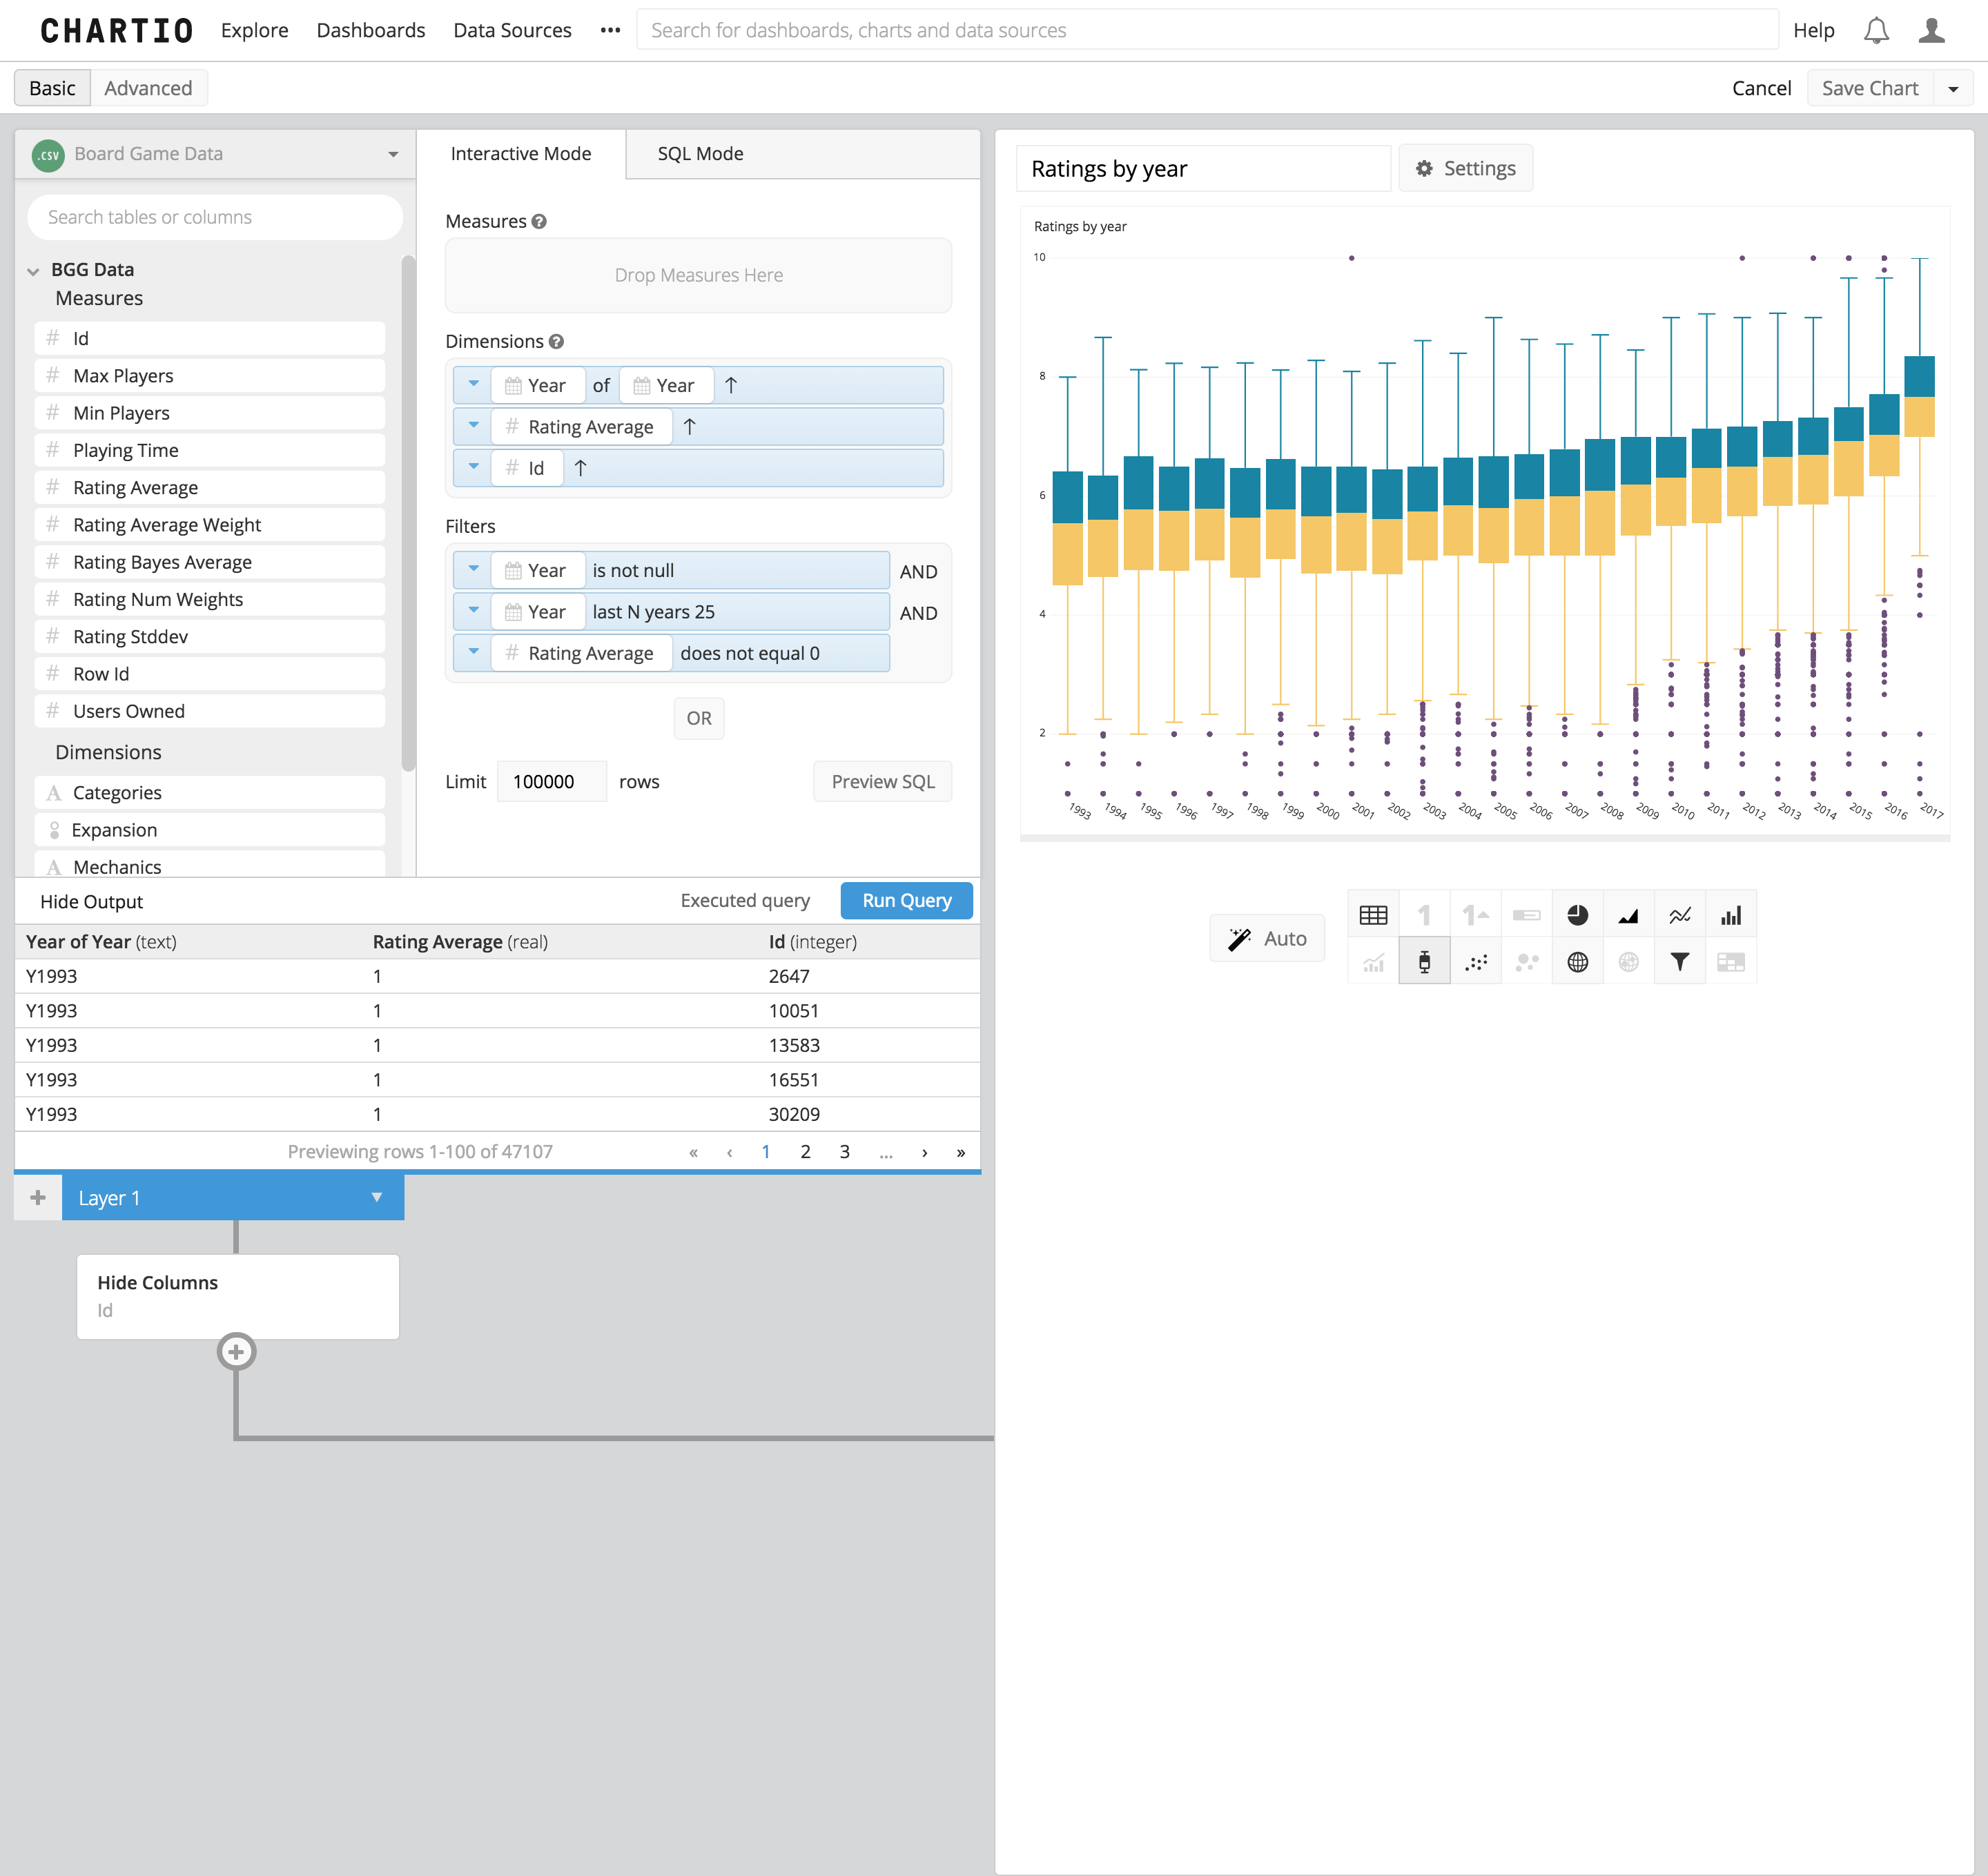 CHARTIO Explore Dashboards Data Sources ••• Search for dashboards, charts and data sources Help
Basic Advanced Cancel Save Chart
.csv Board Game Data
Search tables or columns
BGG Data
Measures
# Id
# Max Players
# Min Players
# Playing Time
# Rating Average
# Rating Average Weight
# Rating Bayes Average
# Rating Num Weights
# Rating Stddev
# Row Id
# Users Owned
Dimensions
A Categories
Expansion
A Mechanics
Interactive Mode SQL Mode
Measures ?
Drop Measures Here
Dimensions ?
Year of Year ↑
# Rating Average ↑
# Id ↑
Filters
Year is not null AND
Year last N years 25 AND
# Rating Average does not equal 0
OR
Limit 100000 rows Preview SQL
Hide Output Executed query Run Query
Year of Year (text) Rating Average (real) Id (integer)
Y1993 1 2647
Y1993 1 10051
Y1993 1 13583
Y1993 1 16551
Y1993 1 30209
Previewing rows 1-100 of 47107 « ‹ 1 2 3 ... › »
+ Layer 1 ▼
Hide Columns
Id
Ratings by year Settings
Ratings by year
10
8
6
4
2
1993 1994 1995 1996 1997 1998 1999 2000 2001 2002 2003 2004 2005 2006 2007 2008 2009 2010 2011 2012 2013 2014 2015 2016 2017
Auto
1 1